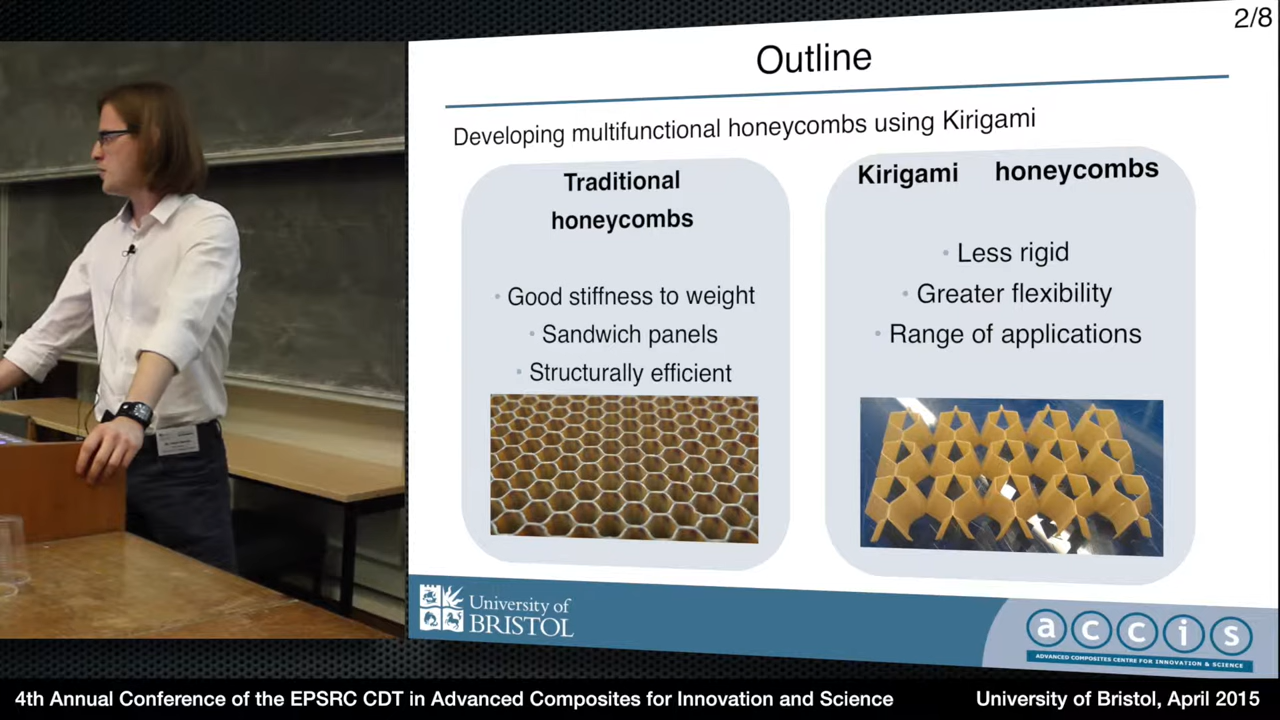 2/8
Outline
Developing multifunctional honeycombs using Kirigami
Traditional
honeycombs
• Good stiffness to weight
• Sandwich panels
• Structurally efficient
Kirigami honeycombs
• Less rigid
• Greater flexibility
• Range of applications
University of
BRISTOL
accis
ADVANCED COMPOSITES CENTRE FOR INNOVATION & SCIENCE
4th Annual Conference of the EPSRC CDT in Advanced Composites for Innovation and Science
University of Bristol, April 2015